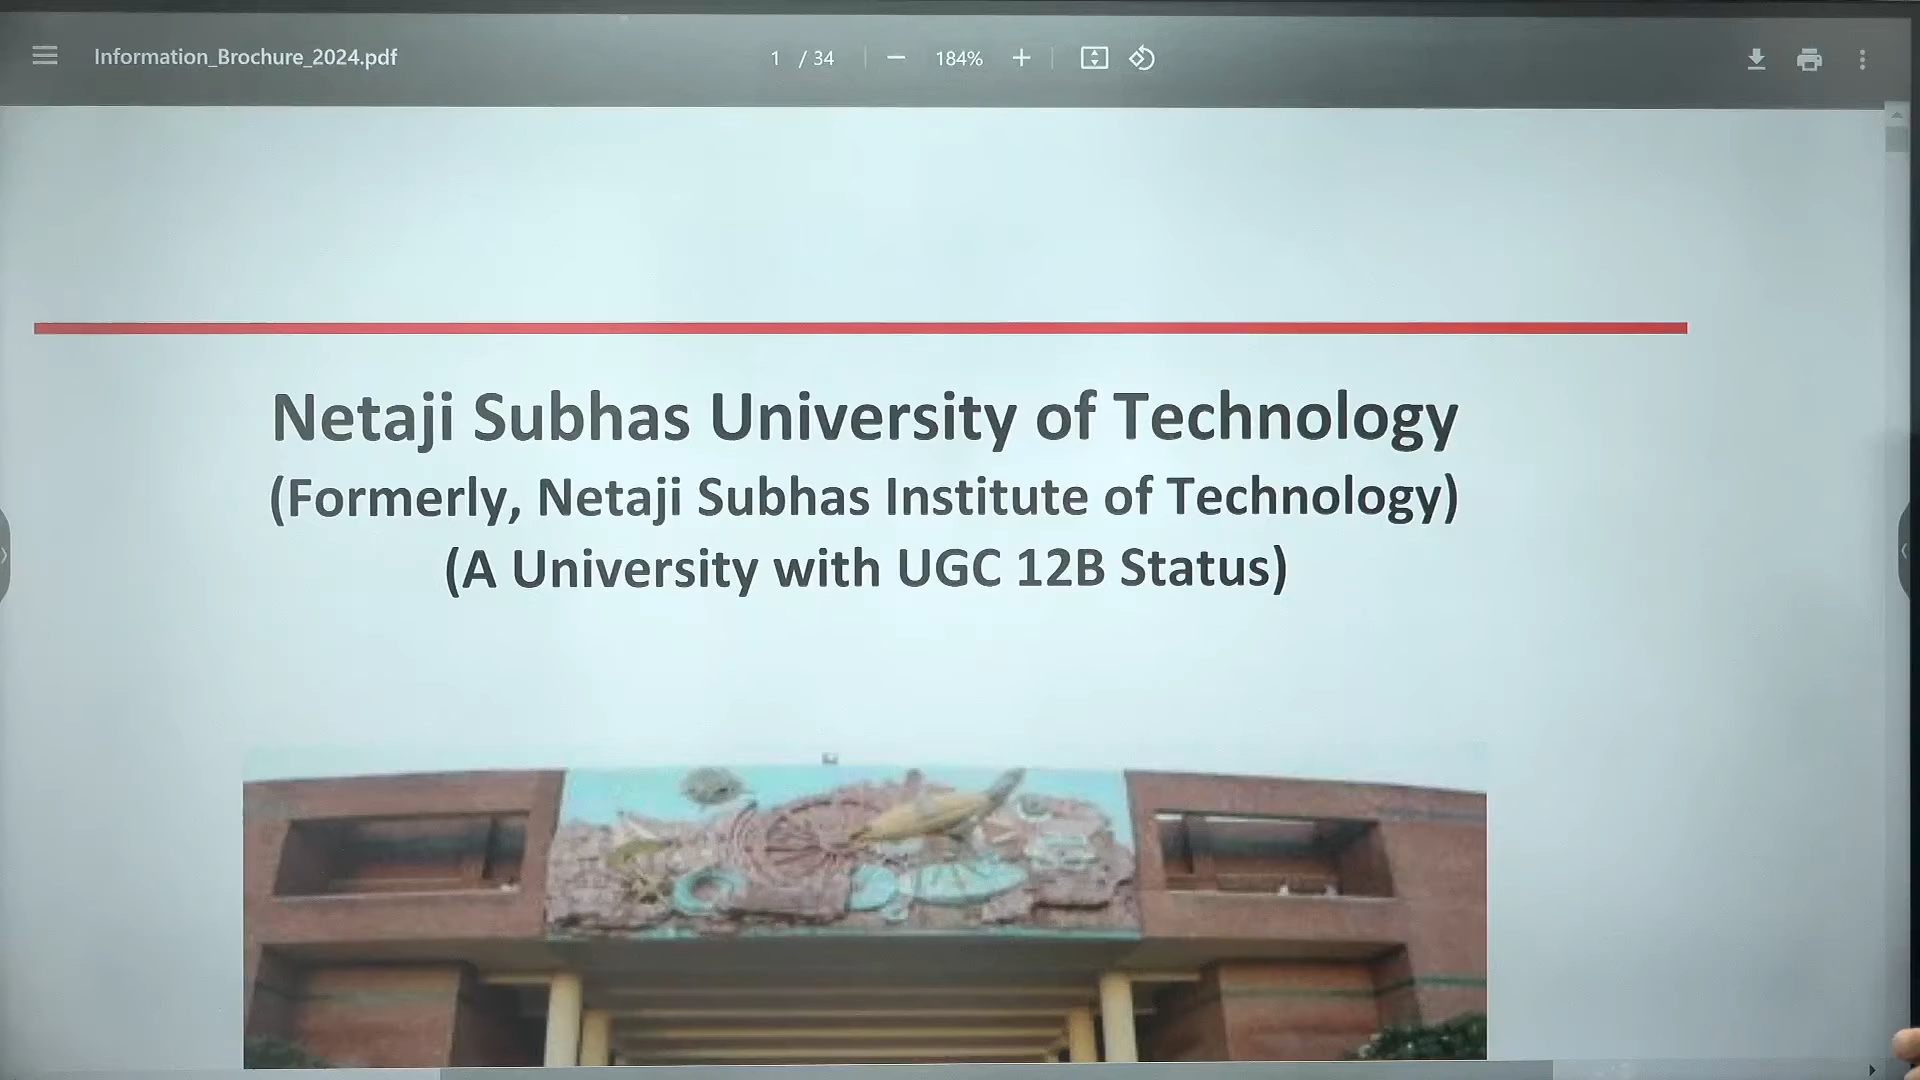 Information_Brochure_2024.pdf
1 / 34
184%
Netaji Subhas University of Technology
(Formerly, Netaji Subhas Institute of Technology)
(A University with UGC 12B Status)